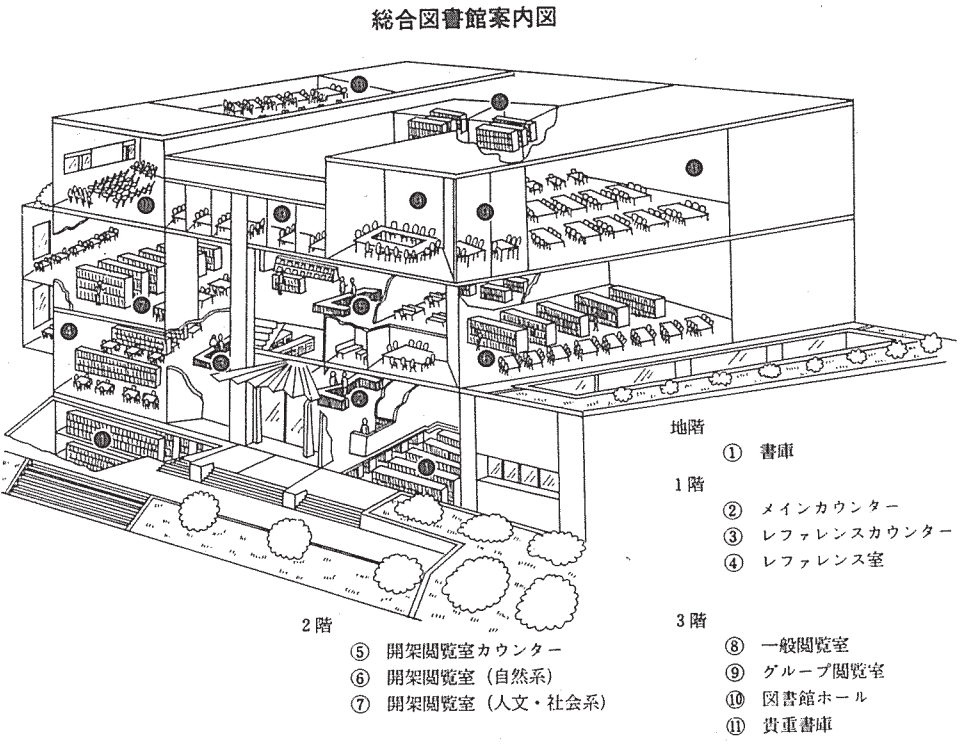 総合図書館案内図
地階
① 書庫
1階
② メインカウンター
③ レファレンスカウンター
④ レファレンス室
2階
⑤ 開架閲覧室カウンター
⑥ 開架閲覧室(自然系)
⑦ 開架閲覧室(人文・社会系)
3階
⑧ 一般閲覧室
⑨ グループ閲覧室
⑩ 図書館ホール
⑪ 貴重書庫